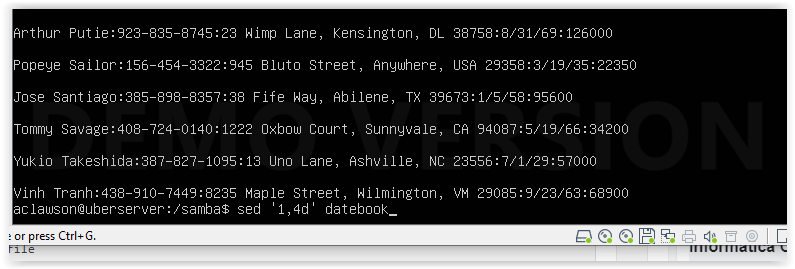 Arthur Putie:923-835-8745:23 Wimp Lane, Kensington, DL 38758:8/31/69:126000
Popeye Sailor:156-454-3322:945 Bluto Street, Anywhere, USA 29358:3/19/35:22350
Jose Santiago:385-898-8357:38 Fife Way, Abilene, TX 39673:1/5/58:95600
Tommy Savage:408-724-0140:1222 Oxbow Court, Sunnyvale, CA 94087:5/19/66:34200
Yukio Takeshida:387-827-1095:13 Uno Lane, Ashville, NC 23556:7/1/29:57000
Vinh Tranh:438-910-7449:8235 Maple Street, Wilmington, VM 29085:9/23/63:68900
aclawson@uberserver:/samba$ sed '1,4d' datebook_
DEMO VERSION
e or press Ctrl+G.
file
Informatica